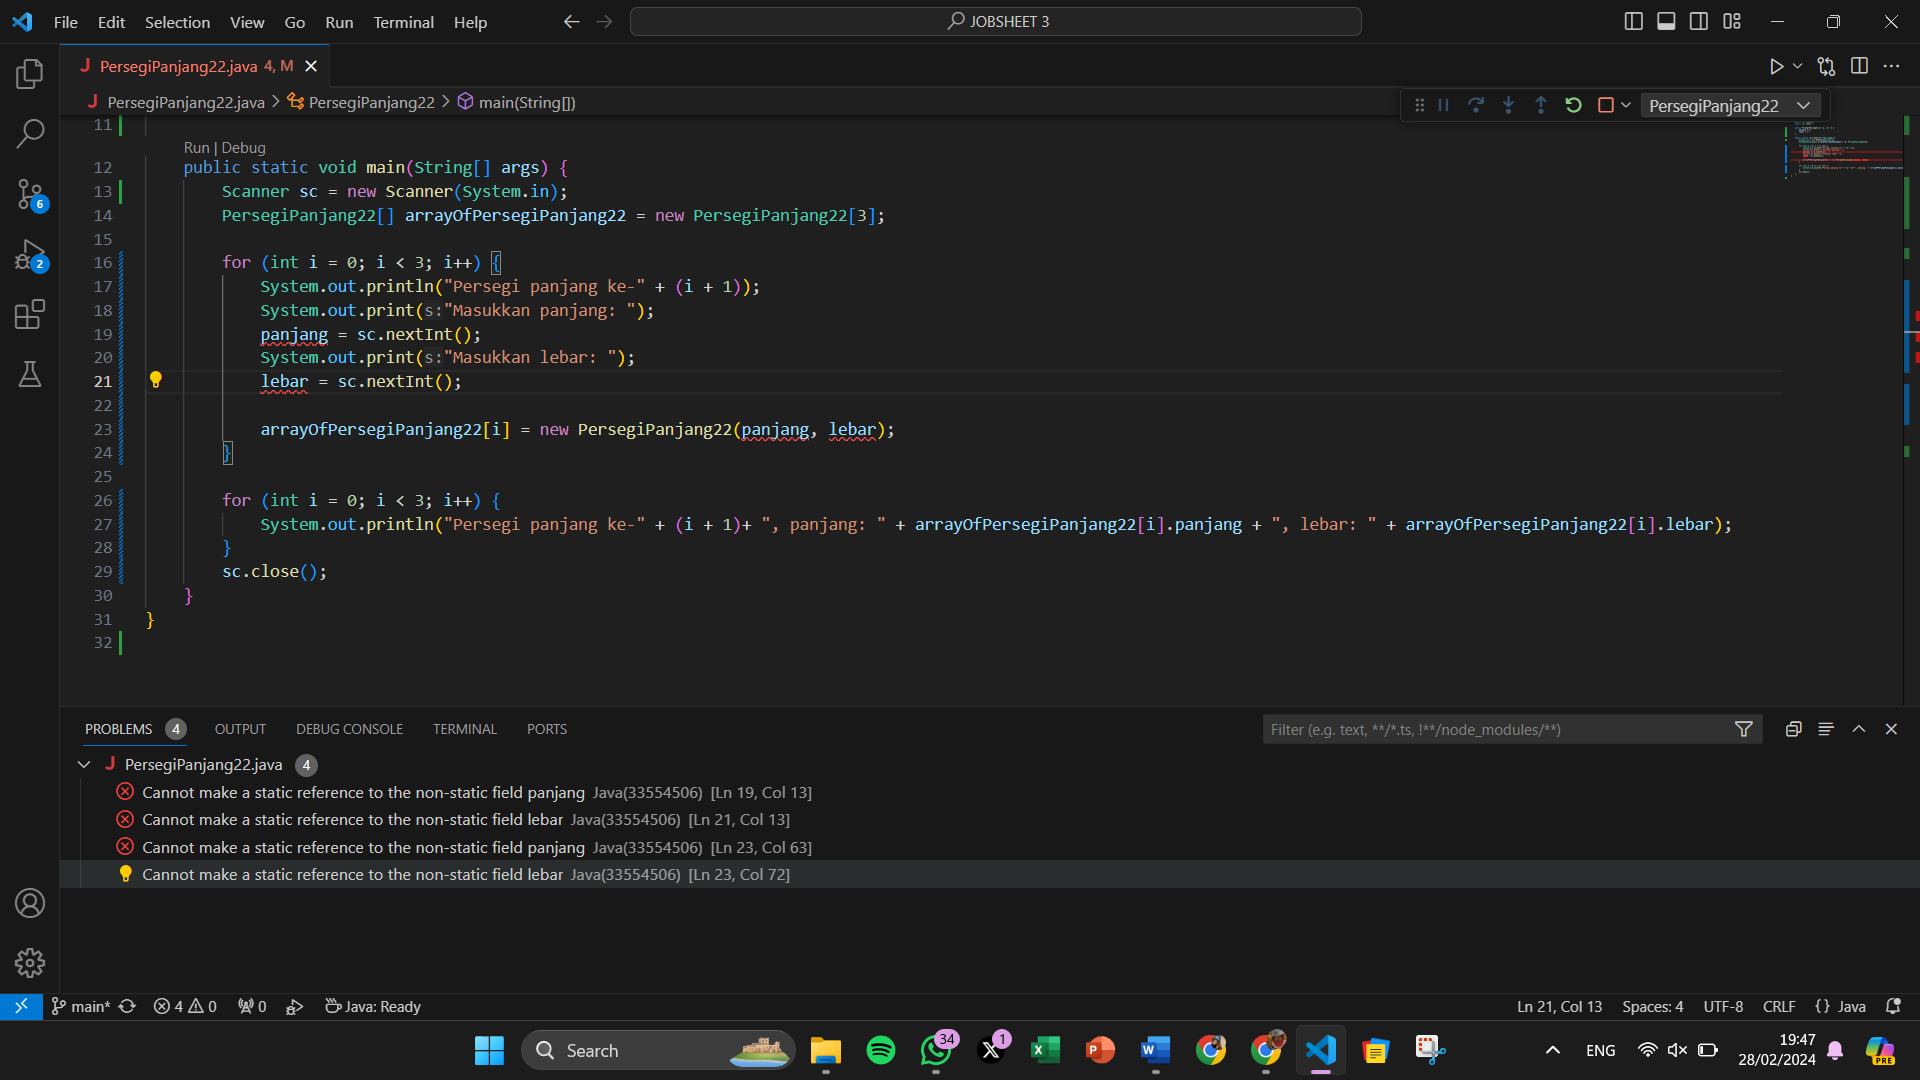 File Edit Selection View Go Run Terminal Help JOBSHEET 3
J PersegiPanjang22.java 4, M
J PersegiPanjang22.java > PersegiPanjang22 > main(String[])
PersegiPanjang22
11
Run | Debug
12 public static void main(String[] args) {
13 Scanner sc = new Scanner(System.in);
14 PersegiPanjang22[] arrayOfPersegiPanjang22 = new PersegiPanjang22[3];
15
16 for (int i = 0; i < 3; i++) {
17 System.out.println("Persegi panjang ke-" + (i + 1));
18 System.out.print(s:"Masukkan panjang: ");
19 panjang = sc.nextInt();
20 System.out.print(s:"Masukkan lebar: ");
21 lebar = sc.nextInt();
22
23 arrayOfPersegiPanjang22[i] = new PersegiPanjang22(panjang, lebar);
24 }
25
26 for (int i = 0; i < 3; i++) {
27 System.out.println("Persegi panjang ke-" + (i + 1)+ ", panjang: " + arrayOfPersegiPanjang22[i].panjang + ", lebar: " + arrayOfPersegiPanjang22[i].lebar);
28 }
29 sc.close();
30 }
31 }
32
6
2
PROBLEMS 4 OUTPUT DEBUG CONSOLE TERMINAL PORTS Filter (e.g. text, **/*.ts, !**/node_modules/**)
J PersegiPanjang22.java 4
Cannot make a static reference to the non-static field panjang Java(33554506) [Ln 19, Col 13]
Cannot make a static reference to the non-static field lebar Java(33554506) [Ln 21, Col 13]
Cannot make a static reference to the non-static field panjang Java(33554506) [Ln 23, Col 63]
Cannot make a static reference to the non-static field lebar Java(33554506) [Ln 23, Col 72]
main* 4 0 0 Java: Ready Ln 21, Col 13 Spaces: 4 UTF-8 CRLF {} Java
Search 34 1 ENG 19:47
28/02/2024
PRE